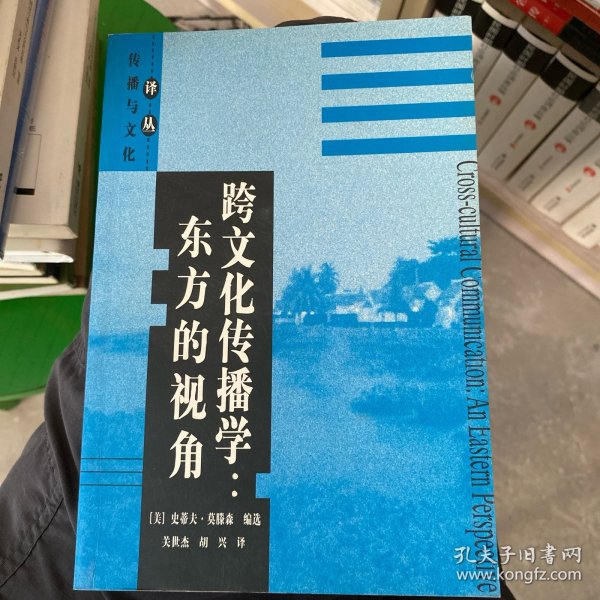 传播与文化
译丛
跨文化传播学：
东方的视角
[美] 史蒂夫·莫滕森 编选
关世杰 胡兴 译
Cross-cultural Communication: An Eastern Perspective
孔夫子旧书网
www.kongfz.com